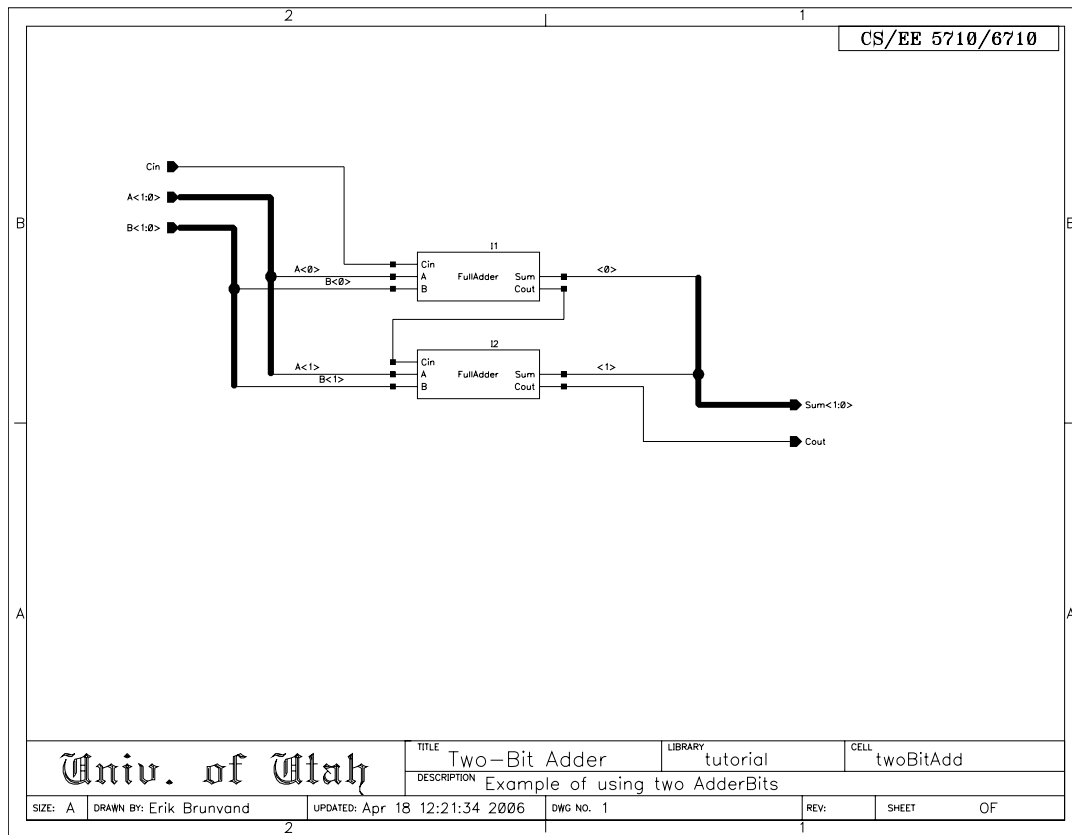 2 1
CS/EE 5710/6710
Cin
A<1:0>
B<1:0>
B B
I1
A<0> Cin <0>
A FullAdder Sum
B<0> B Cout
I2
A<1> Cin <1>
A FullAdder Sum
B<1> B Cout
Sum<1:0>
Cout
A A
Univ. of Utah
TITLE Two-Bit Adder LIBRARY tutorial CELL twoBitAdd
DESCRIPTION Example of using two AdderBits
SIZE: A DRAWN BY: Erik Brunvand UPDATED: Apr 18 12:21:34 2006 DWG NO. 1 REV: SHEET OF
2 1